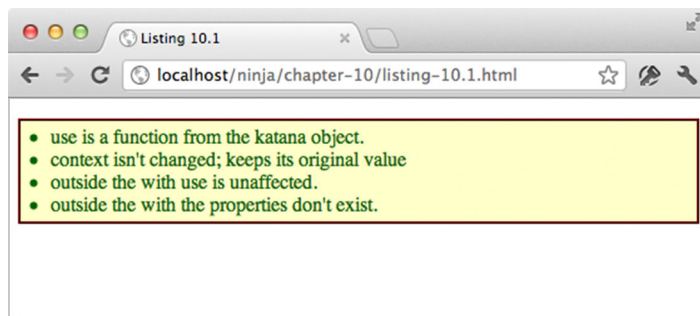 Listing 10.1
localhost/ninja/chapter-10/listing-10.1.html
use is a function from the katana object.
context isn't changed; keeps its original value
outside the with use is unaffected.
outside the with the properties don't exist.